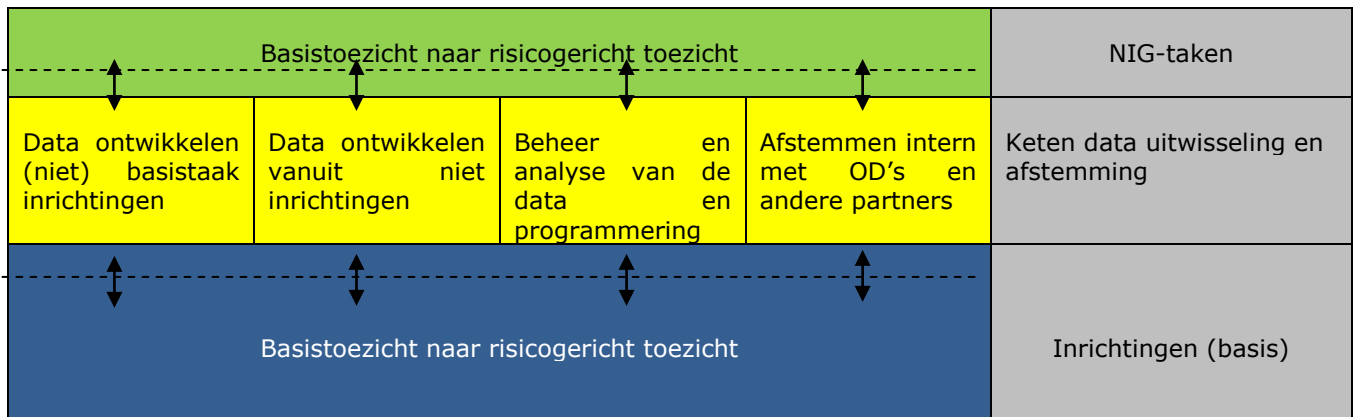 Basistoezicht naar risicogericht toezicht
NIG-taken
Data ontwikkelen
(niet) basistaak
inrichtingen
Data ontwikkelen
vanuit niet
inrichtingen
Beheer en
analyse van de
data en
programmering
Afstemmen intern
met OD's en
andere partners
Keten data uitwisseling en
afstemming
Basistoezicht naar risicogericht toezicht
Inrichtingen (basis)